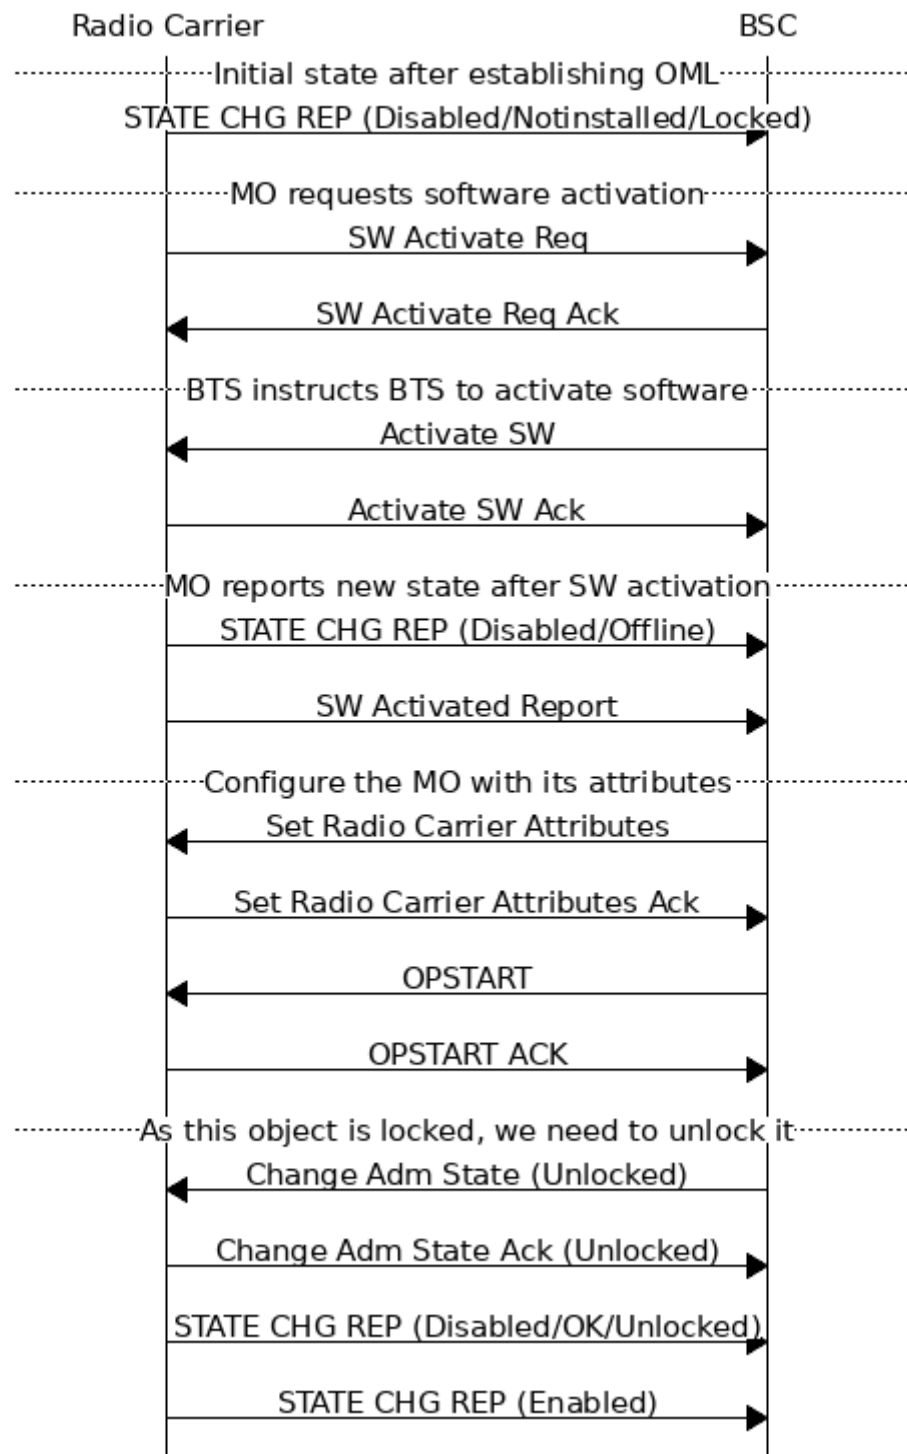 Radio Carrier BSC
Initial state after establishing OML
STATE CHG REP (Disabled/Notinstalled/Locked)
MO requests software activation
SW Activate Req
SW Activate Req Ack
BTS instructs BTS to activate software
Activate SW
Activate SW Ack
MO reports new state after SW activation
STATE CHG REP (Disabled/Offline)
SW Activated Report
Configure the MO with its attributes
Set Radio Carrier Attributes
Set Radio Carrier Attributes Ack
OPSTART
OPSTART ACK
As this object is locked, we need to unlock it
Change Adm State (Unlocked)
Change Adm State Ack (Unlocked)
STATE CHG REP (Disabled/OK/Unlocked)
STATE CHG REP (Enabled)